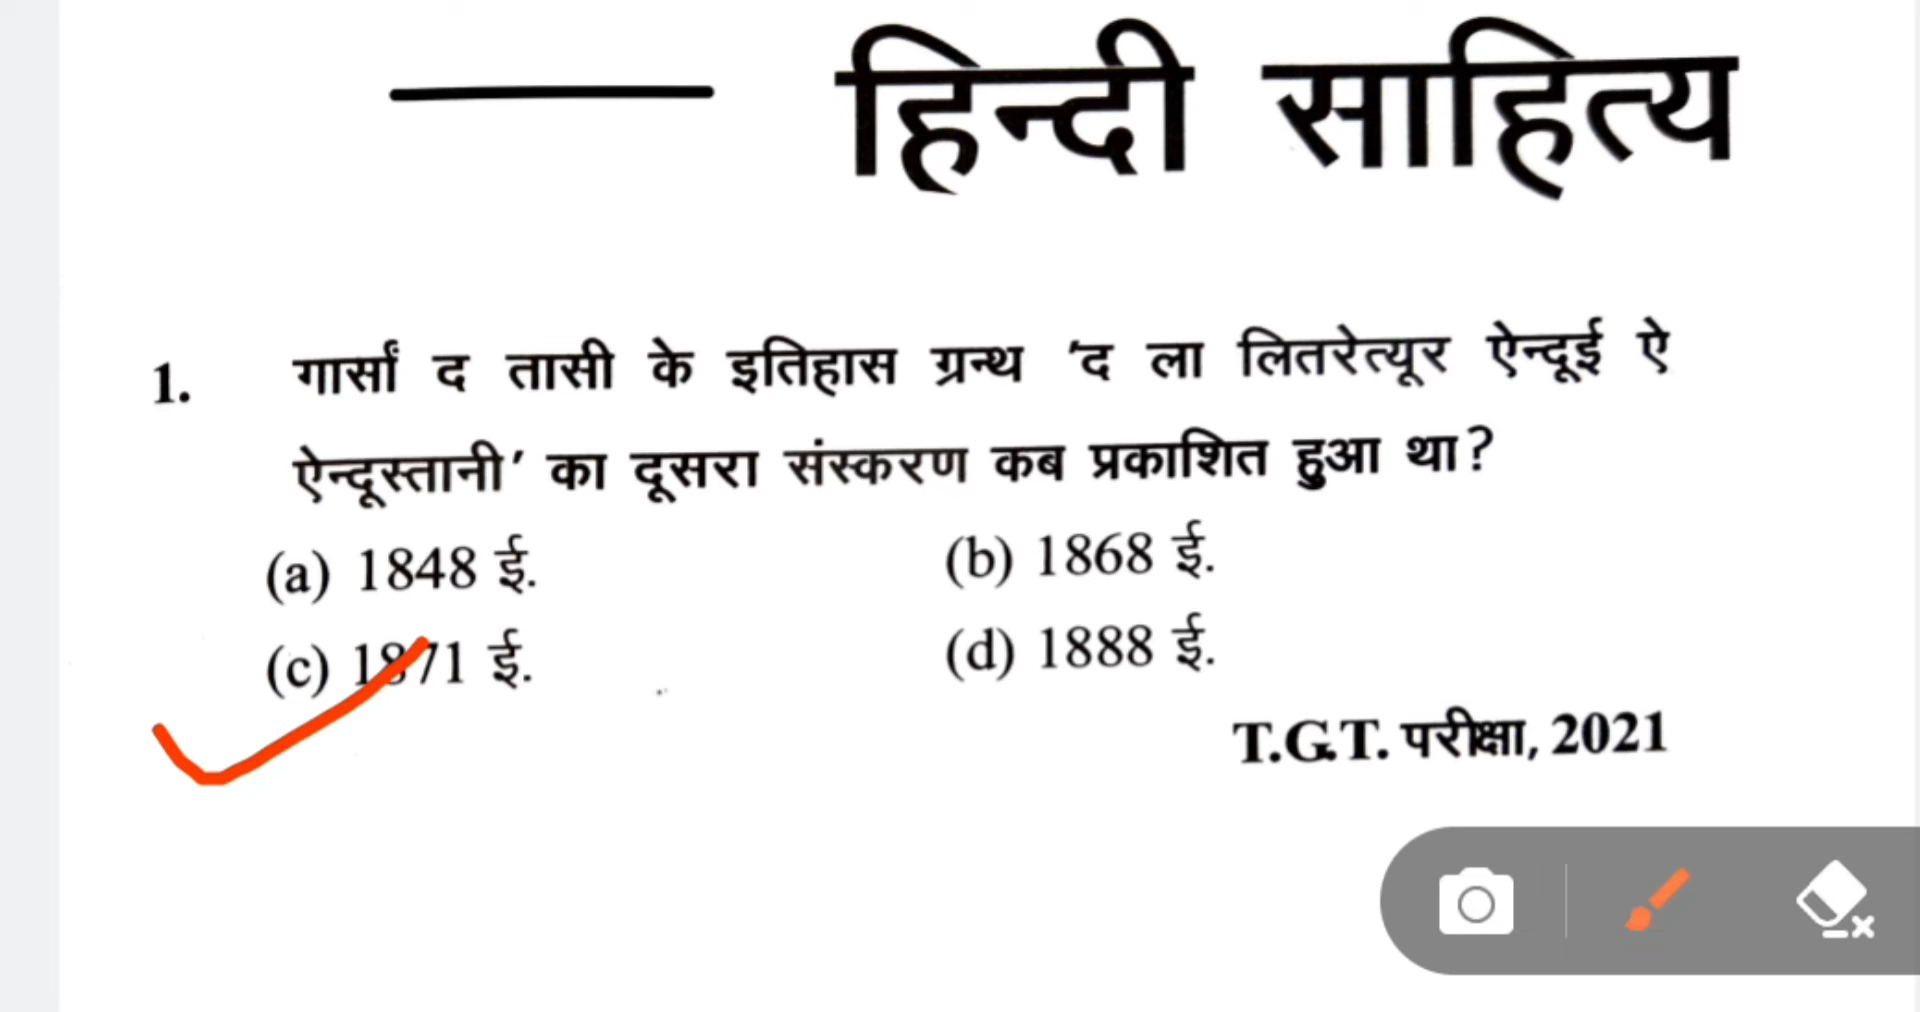 हिन्दी साहित्य
1. गार्सां द तासी के इतिहास ग्रन्थ 'द ला लितरेत्यूर ऐन्दूई ऐ
ऐन्दूस्तानी' का दूसरा संस्करण कब प्रकाशित हुआ था?
(a) 1848 ई. (b) 1868 ई.
(c) 1871 ई. (d) 1888 ई.
T.G.T. परीक्षा, 2021